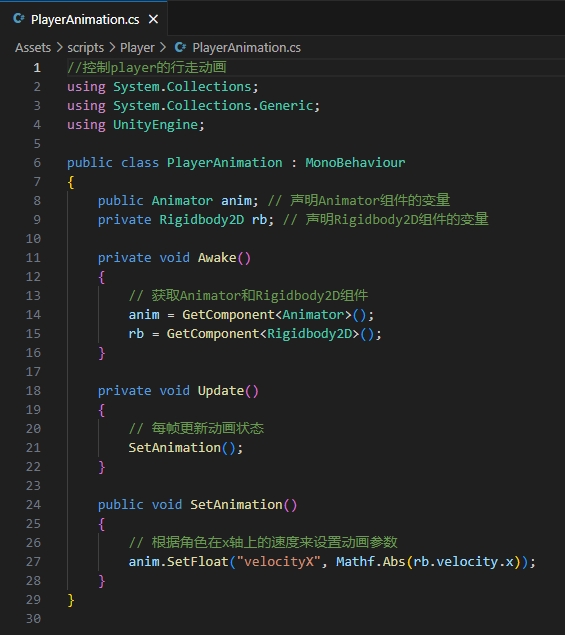 PlayerAnimation.cs
Assets > scripts > Player > PlayerAnimation.cs
1 //控制player的行走动画
2 using System.Collections;
3 using System.Collections.Generic;
4 using UnityEngine;
5
6 public class PlayerAnimation : MonoBehaviour
7 {
8 public Animator anim; // 声明Animator组件的变量
9 private Rigidbody2D rb; // 声明Rigidbody2D组件的变量
10
11 private void Awake()
12 {
13 // 获取Animator和Rigidbody2D组件
14 anim = GetComponent<Animator>();
15 rb = GetComponent<Rigidbody2D>();
16 }
17
18 private void Update()
19 {
20 // 每帧更新动画状态
21 SetAnimation();
22 }
23
24 public void SetAnimation()
25 {
26 // 根据角色在x轴上的速度来设置动画参数
27 anim.SetFloat("velocityX", Mathf.Abs(rb.velocity.x));
28 }
29 }
30